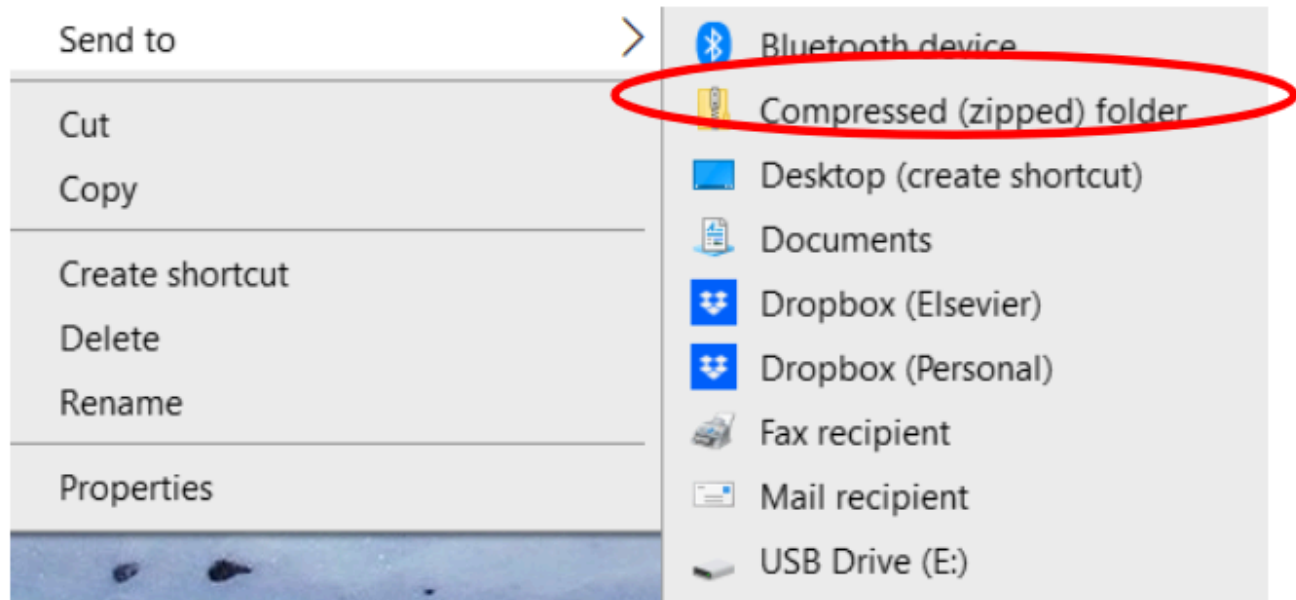 Send to
Cut
Copy
Create shortcut
Delete
Rename
Properties
Bluetooth device
Compressed (zipped) folder
Desktop (create shortcut)
Documents
Dropbox (Elsevier)
Dropbox (Personal)
Fax recipient
Mail recipient
USB Drive (E:)